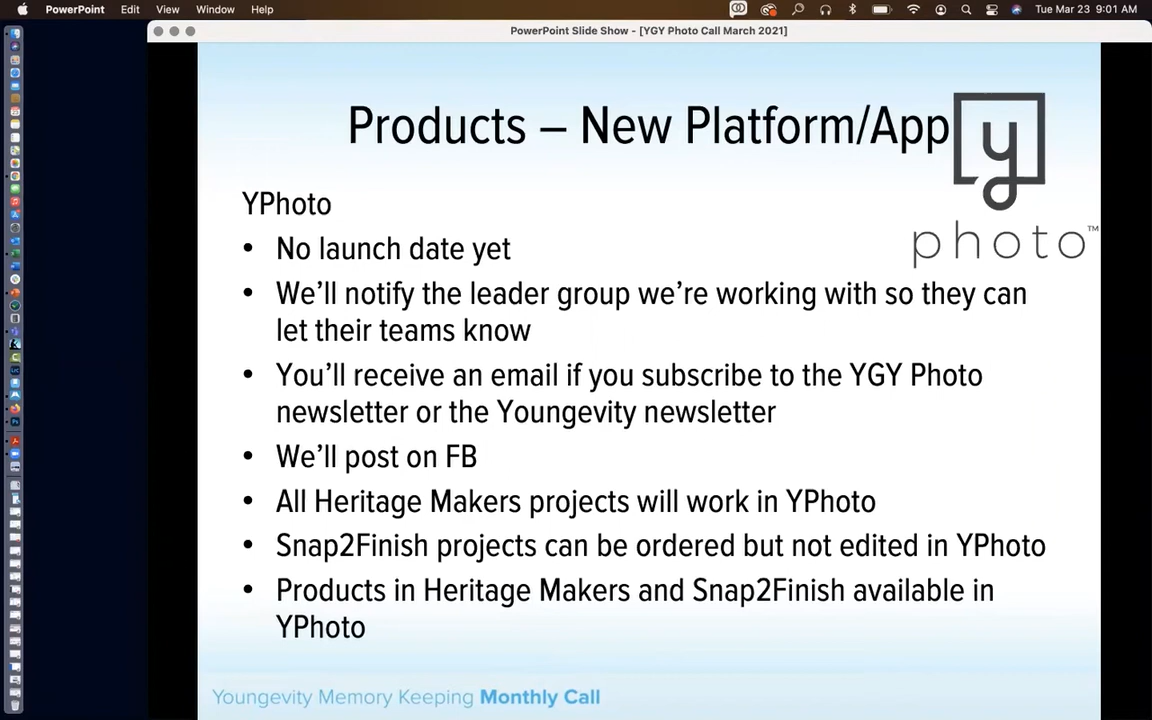 PowerPoint Edit View Window Help Tue Mar 23 9:01 AM
PowerPoint Slide Show - [YGY Photo Call March 2021]
Products – New Platform/App
y
photo™
YPhoto
• No launch date yet
• We’ll notify the leader group we’re working with so they can
let their teams know
• You’ll receive an email if you subscribe to the YGY Photo
newsletter or the Youngevity newsletter
• We’ll post on FB
• All Heritage Makers projects will work in YPhoto
• Snap2Finish projects can be ordered but not edited in YPhoto
• Products in Heritage Makers and Snap2Finish available in
YPhoto
Youngevity Memory Keeping Monthly Call